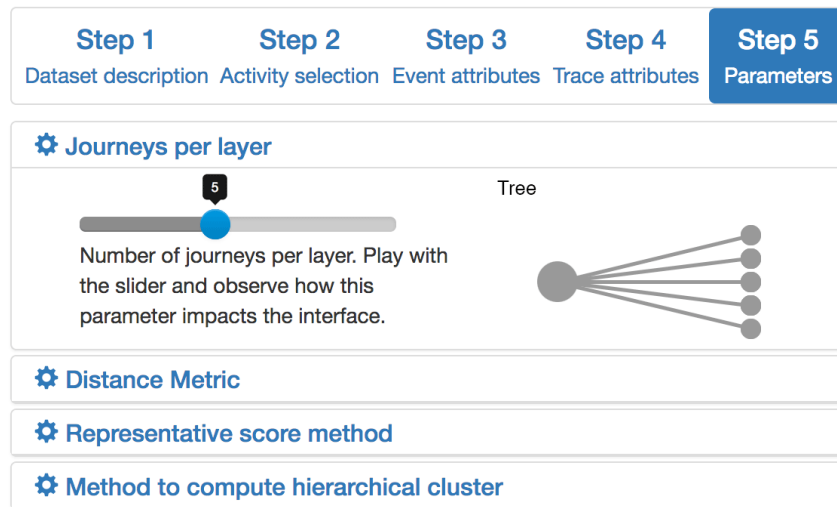 Step 1 Step 2 Step 3 Step 4 Step 5
Dataset description Activity selection Event attributes Trace attributes Parameters
Journeys per layer
5
Tree
Number of journeys per layer. Play with
the slider and observe how this
parameter impacts the interface.
Distance Metric
Representative score method
Method to compute hierarchical cluster